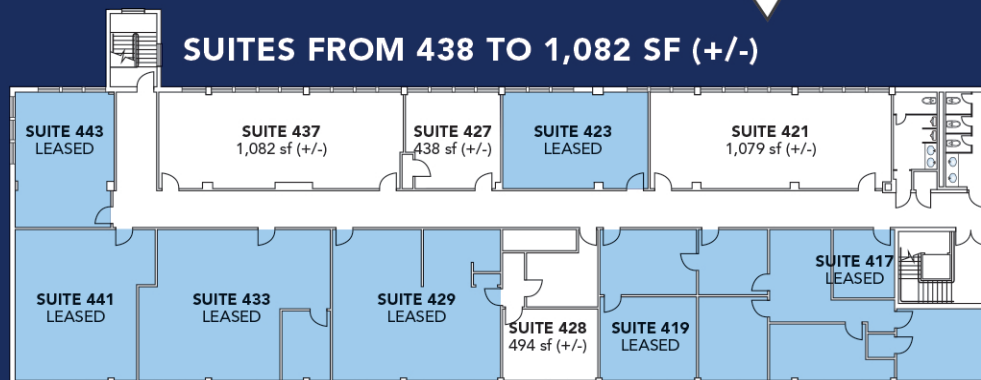 SUITES FROM 438 TO 1,082 SF (+/-)
SUITE 443
LEASED
SUITE 437
1,082 sf (+/-)
SUITE 427
438 sf (+/-)
SUITE 423
LEASED
SUITE 421
1,079 sf (+/-)
SUITE 417
LEASED
SUITE 441
LEASED
SUITE 433
LEASED
SUITE 429
LEASED
SUITE 428
494 sf (+/-)
SUITE 419
LEASED